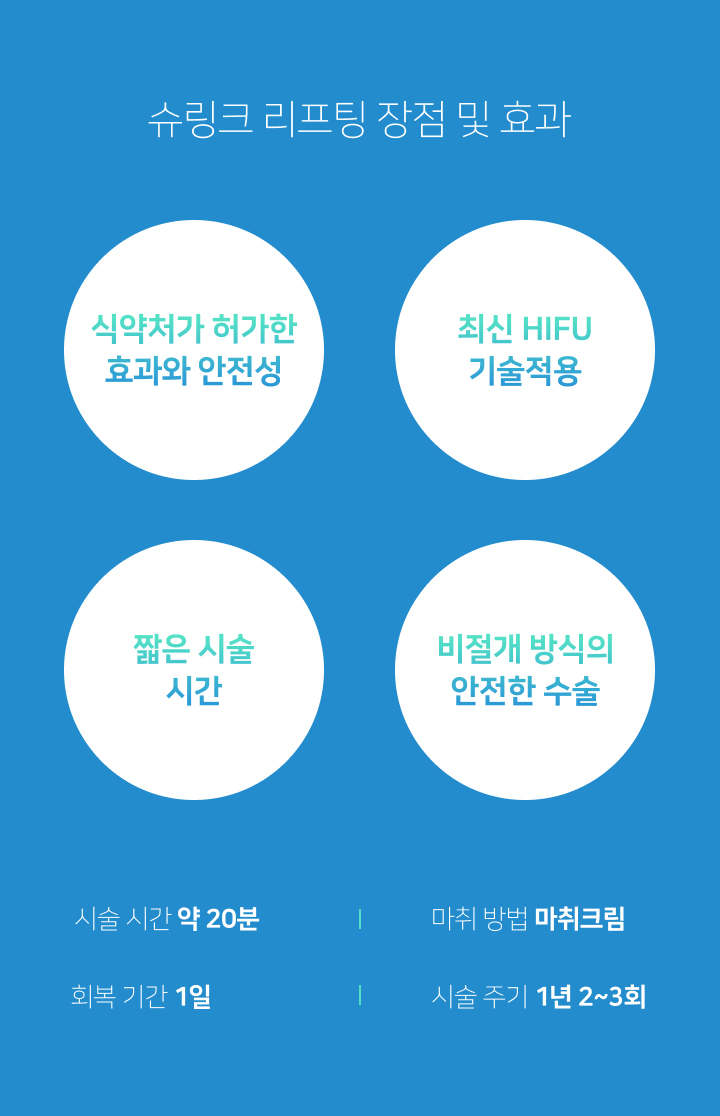 슈링크 리프팅 장점 및 효과
식약처가 허가한
효과와 안전성
최신 HIFU
기술적용
짧은 시술
시간
비절개 방식의
안전한 수술
시술 시간 약 20분
마취 방법 마취크림
회복 기간 1일
시술 주기 1년 2~3회